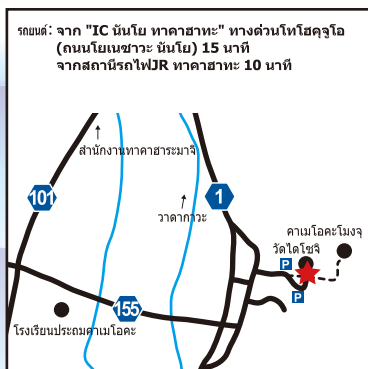 รถยนต์: จาก "IC นันโย ทาคาฮาทะ" ทางด่วนโทโฮคุจูโอ
(ถนนโยเนซาวะ นันโย) 15 นาที
จากสถานีรถไฟJR ทาคาฮาทะ 10 นาที
สำนักงานทาคาฮาระมาจิ
101
1
วาดากาวะ
คาเมโอคะโมงจุ
วัดไดโชจิ
P
P
155
โรงเรียนประถมคาเมโอคะ